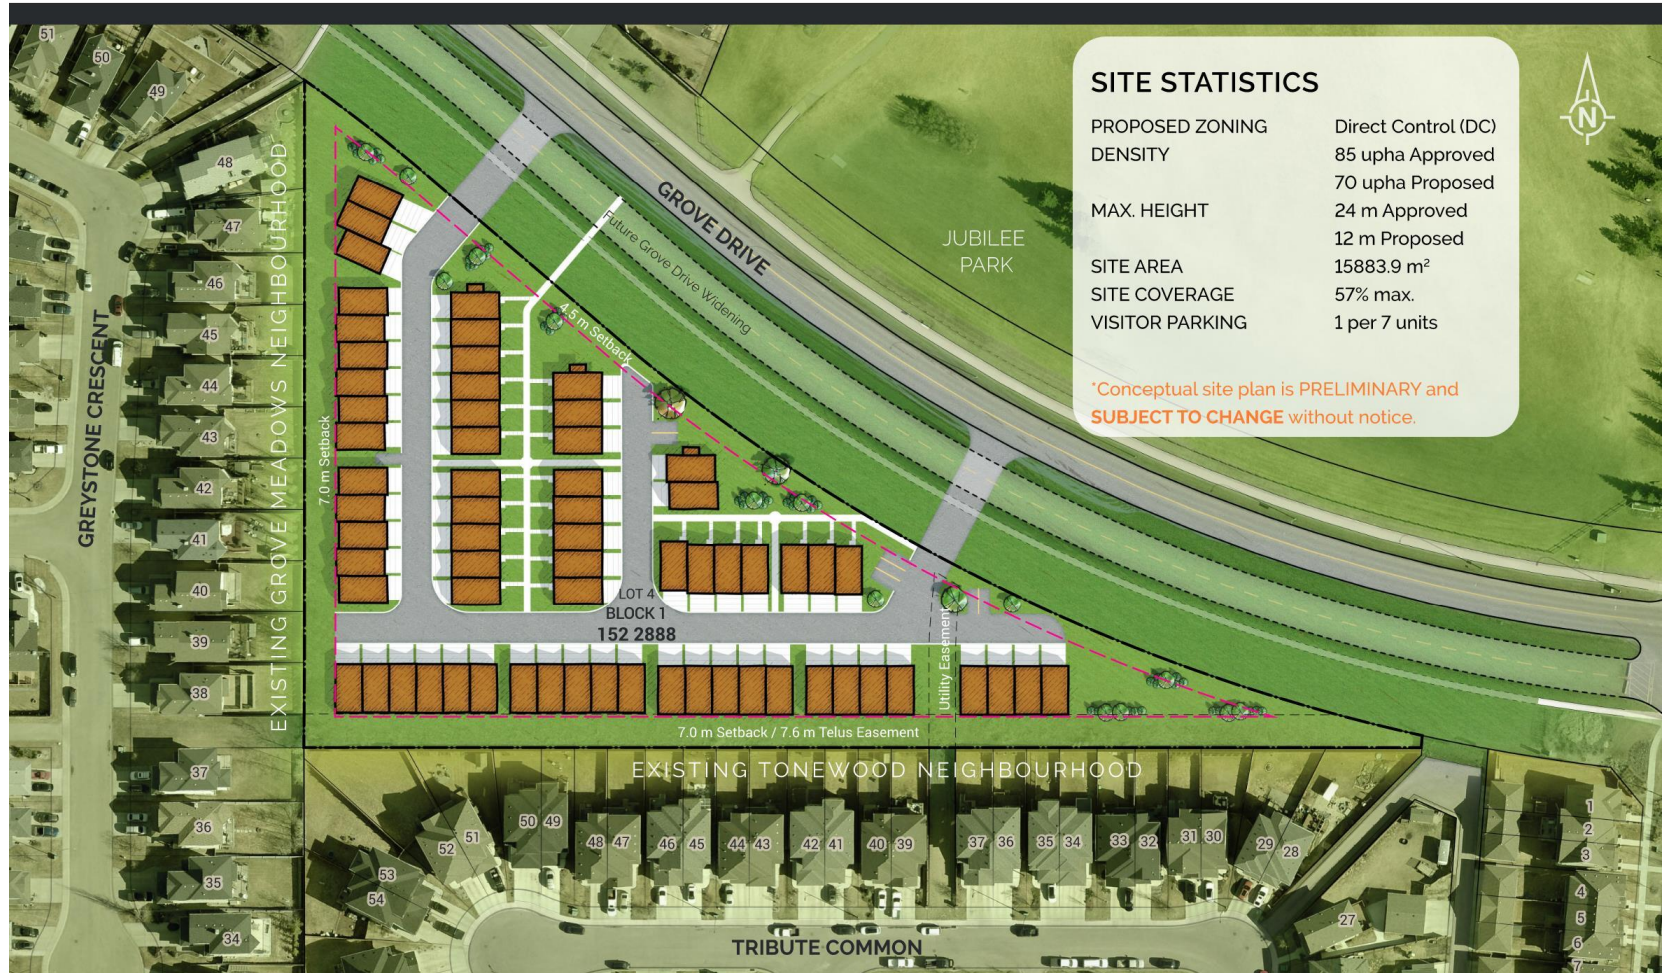 SITE STATISTICS
PROPOSED ZONING Direct Control (DC)
DENSITY 85 upha Approved
70 upha Proposed
MAX. HEIGHT 24 m Approved
12 m Proposed
SITE AREA 15883.9 m²
SITE COVERAGE 57% max.
VISITOR PARKING 1 per 7 units
*Conceptual site plan is PRELIMINARY and
SUBJECT TO CHANGE without notice.
N
JUBILEE
PARK
GROVE DRIVE
Future Grove Drive Widening
4.5 m Setback
7.0 m Setback
GREYSTONE CRESCENT
EXISTING GROVE MEADOWS NEIGHBOURHOOD
LOT 4
BLOCK 1
152 2888
Utility Easement
7.0 m Setback / 7.6 m Telus Easement
EXISTING TONEWOOD NEIGHBOURHOOD
TRIBUTE COMMON
51
50
49
48
47
46
45
44
43
42
41
40
39
38
37
36
35
34
54
53
52
51
50
49
48
47
46
45
44
43
42
41
40
39
37
36
35
34
33
32
31
30
29
28
27
1
2
3
4
5
6
7